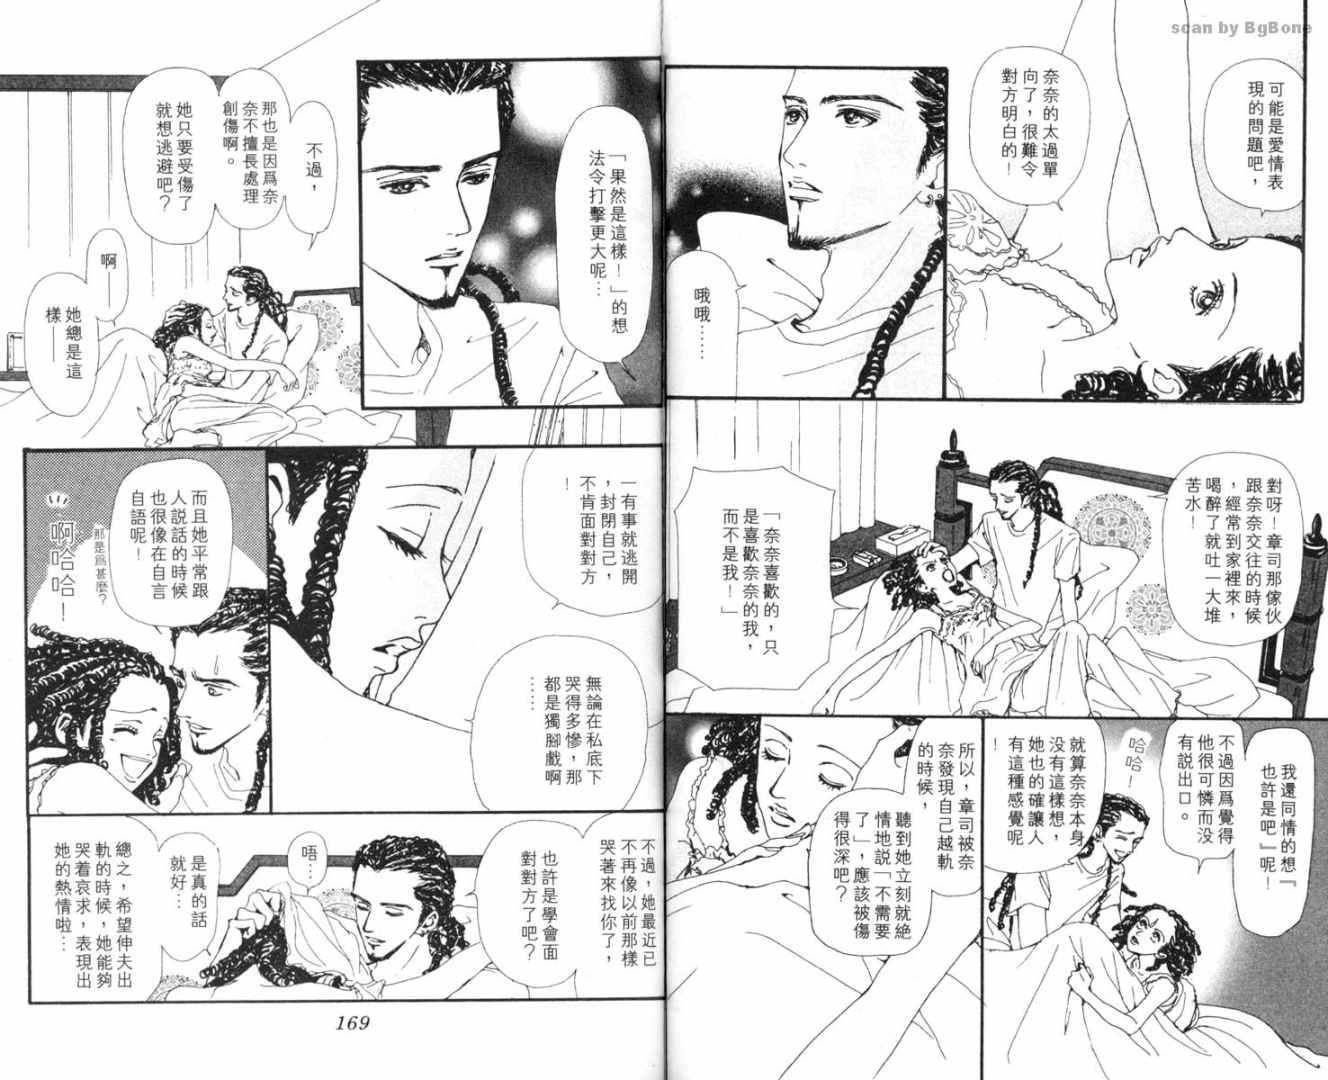 scan by BgBone
可能是愛情表
現的問題吧，
奈奈的太過單
向了，很難令
對方明白的！
哦哦……
對呀！章司那傢伙
跟奈奈交往的時候
，經常到家裡來，
喝醉了就吐一大堆
苦水！
「奈奈喜歡的，只
是喜歡奈奈的我，
而不是我！」
我還同情的想『
也許是吧』呢！
不過因爲覺得
他很可憐而没
有説出口。
哈哈！
就算奈奈本身
没有這樣想，
她也的確讓人
有這種感覺呢
！
所以，章司被奈
奈發現自己越軌
的時候，
聽到她立刻就絶
情地説「不需要
了」，應該被傷
得很深吧？
「果然是這樣！」的想
法令打擊更大呢…
不過，
那也是因爲奈
奈不擅長處理
創傷啊。
她只要受傷了
就想逃避吧？
啊——
她總是這
樣——
一有事就逃開
，封閉自己，
不肯面對對方
！
無論在私底下
哭得多慘，那
都是獨腳戲啊
……
而且她平常跟
人説話的時候
也很像在自言
自語呢！
那是爲甚麼？
啊哈哈！
不過，她最近已
不再像以前那樣
哭著來找你了，
也許是學會面
對對方了吧？
唔…
是真的話
就好…
總之，希望伸夫出
軌的時候，她能夠
哭着哀求，表現出
她的熱情啦…
169